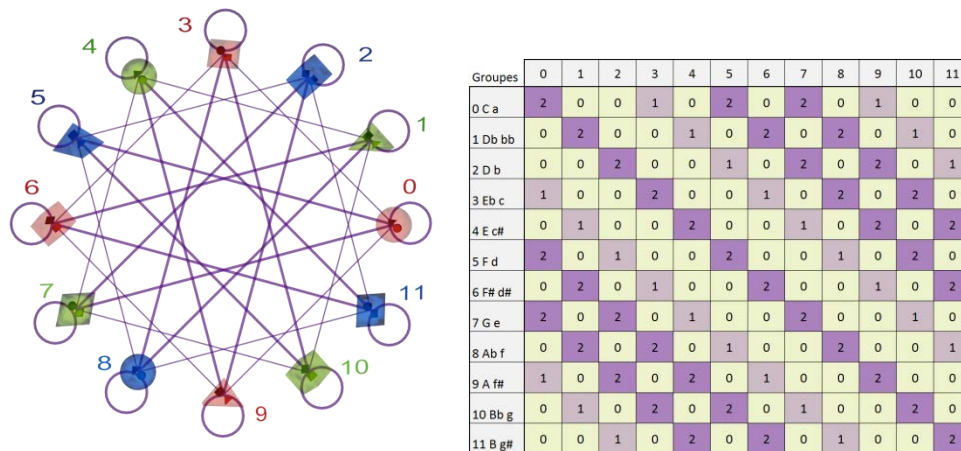 3
4
2
5
1
6
0
7
11
8
10
9
Groupes 0 1 2 3 4 5 6 7 8 9 10 11
0 C a 2 0 0 1 0 2 0 2 0 1 0 0
1 Db bb 0 2 0 0 1 0 2 0 2 0 1 0
2 D b 0 0 2 0 0 1 0 2 0 2 0 1
3 Eb c 1 0 0 2 0 0 1 0 2 0 2 0
4 E c# 0 1 0 0 2 0 0 1 0 2 0 2
5 F d 2 0 1 0 0 2 0 0 1 0 2 0
6 F# d# 0 2 0 1 0 0 2 0 0 1 0 2
7 G e 2 0 2 0 1 0 0 2 0 0 1 0
8 Ab f 0 2 0 2 0 1 0 0 2 0 0 1
9 A f# 1 0 2 0 2 0 1 0 0 2 0 0
10 Bb g 0 1 0 2 0 2 0 1 0 0 2 0
11 B g# 0 0 1 0 2 0 2 0 1 0 0 2